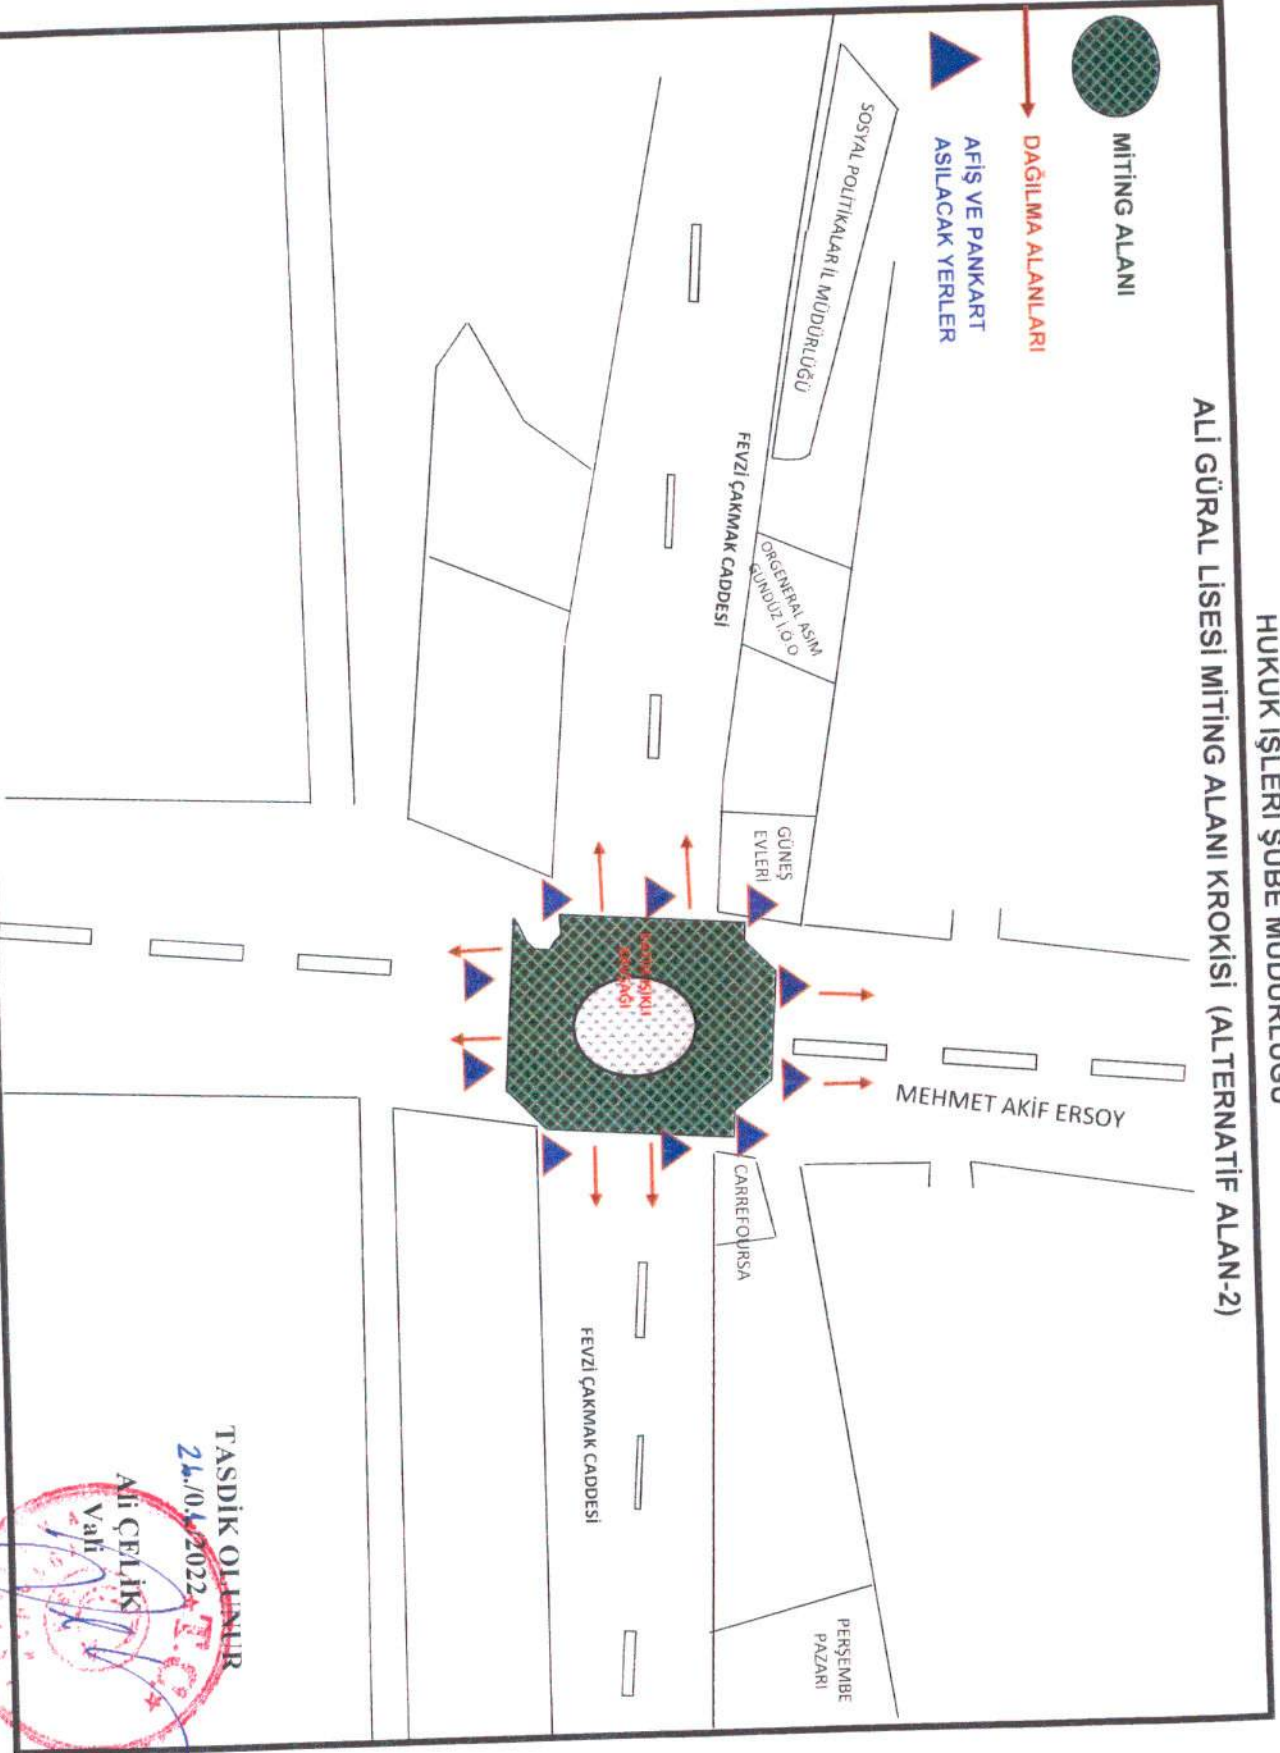 HUKUK İŞLERİ ŞUBE MÜDÜRLÜĞÜ
ALİ GÜRAL LİSESİ MİTİNG ALANI KROKİSİ (ALTERNATİF ALAN-2)
MİTİNG ALANI
DAĞILMA ALANLARI
AFİŞ VE PANKART
ASILACAK YERLER
SOSYAL POLİTİKALAR İL MÜDÜRLÜĞÜ
FEVZİ ÇAKMAK CADDESİ
ORGENERAL ASIM
GÜNDÜZ İ.Ö.O
GÜNEŞ
EVLERİ
MEHMET AKİF ERSOY
CARREFOURSA
FEVZİ ÇAKMAK CADDESİ
PERŞEMBE
PAZARI
TASDİK OLUNUR
2022
Ali ÇELİK
Vali
T.C.